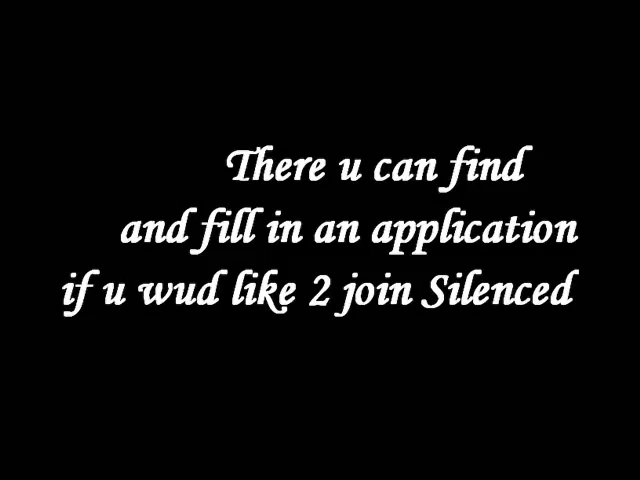 There u can find
and fill in an application
if u wud like 2 join Silenced